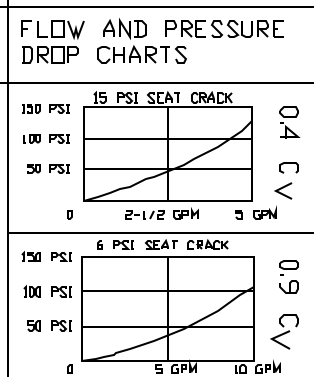 FLOW AND PRESSURE
DROP CHARTS
15 PSI SEAT CRACK
150 PSI
100 PSI
50 PSI
0 2-1/2 GPM 5 GPM
0.4 Cv
6 PSI SEAT CRACK
150 PSI
100 PSI
50 PSI
0 5 GPM 10 GPM
0.9 Cv